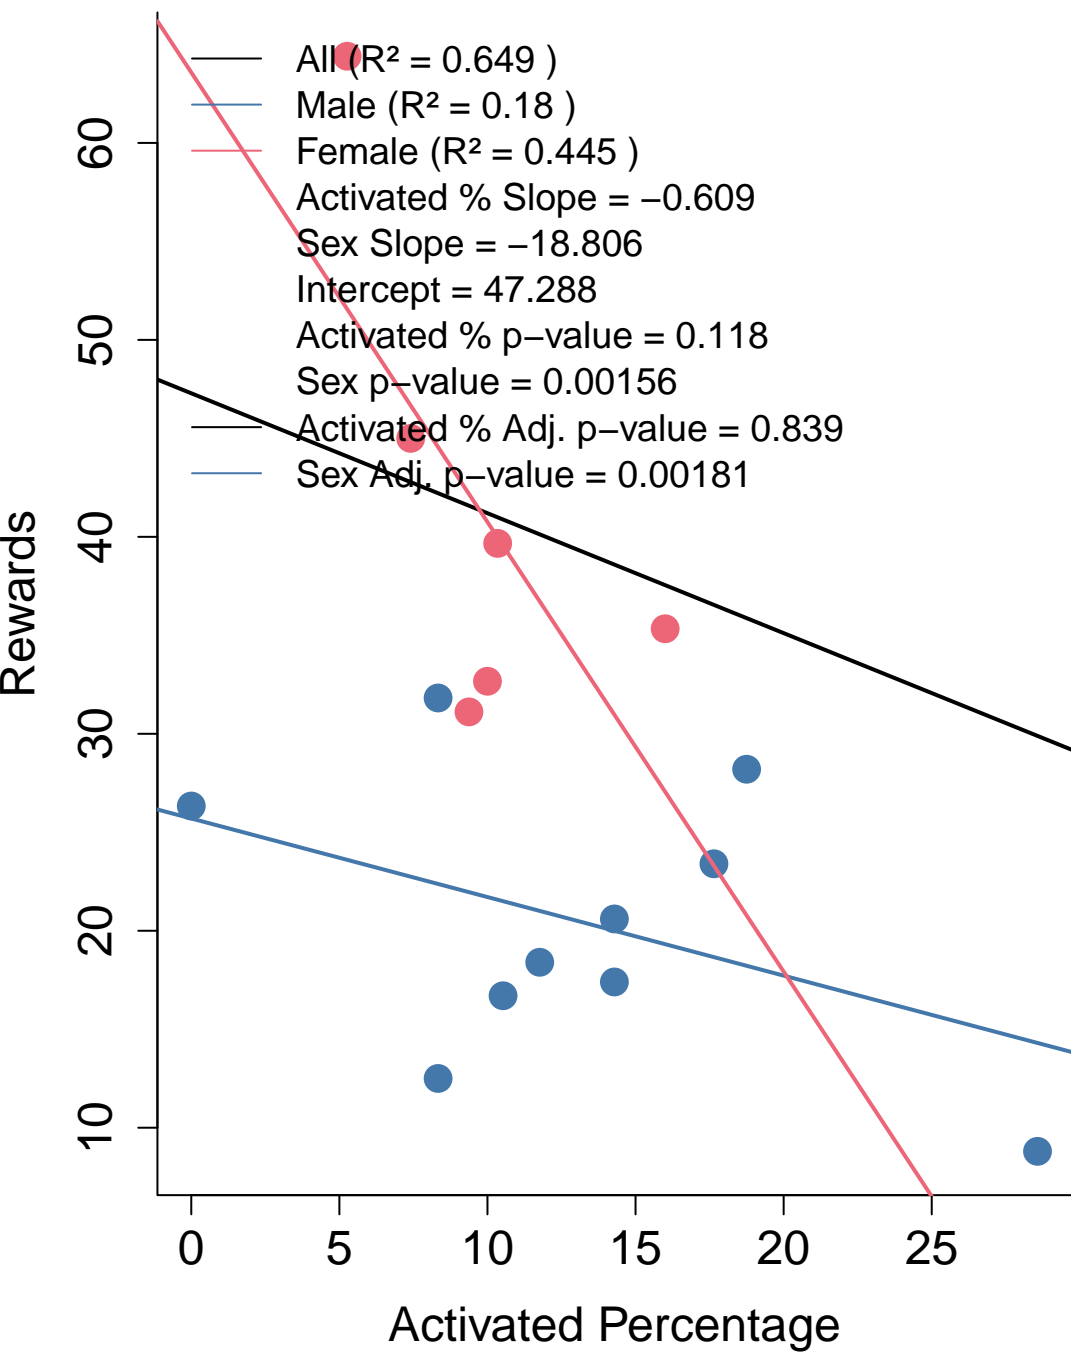 All (R² = 0.649 )
Male (R² = 0.18 )
Female (R² = 0.445 )
Activated % Slope = −0.609
Sex Slope = −18.806
Intercept = 47.288
Activated % p−value = 0.118
Sex p−value = 0.00156
Activated % Adj. p−value = 0.839
Sex Adj. p−value = 0.00181
Rewards
60
50
40
30
20
10
0 5 10 15 20 25
Activated Percentage